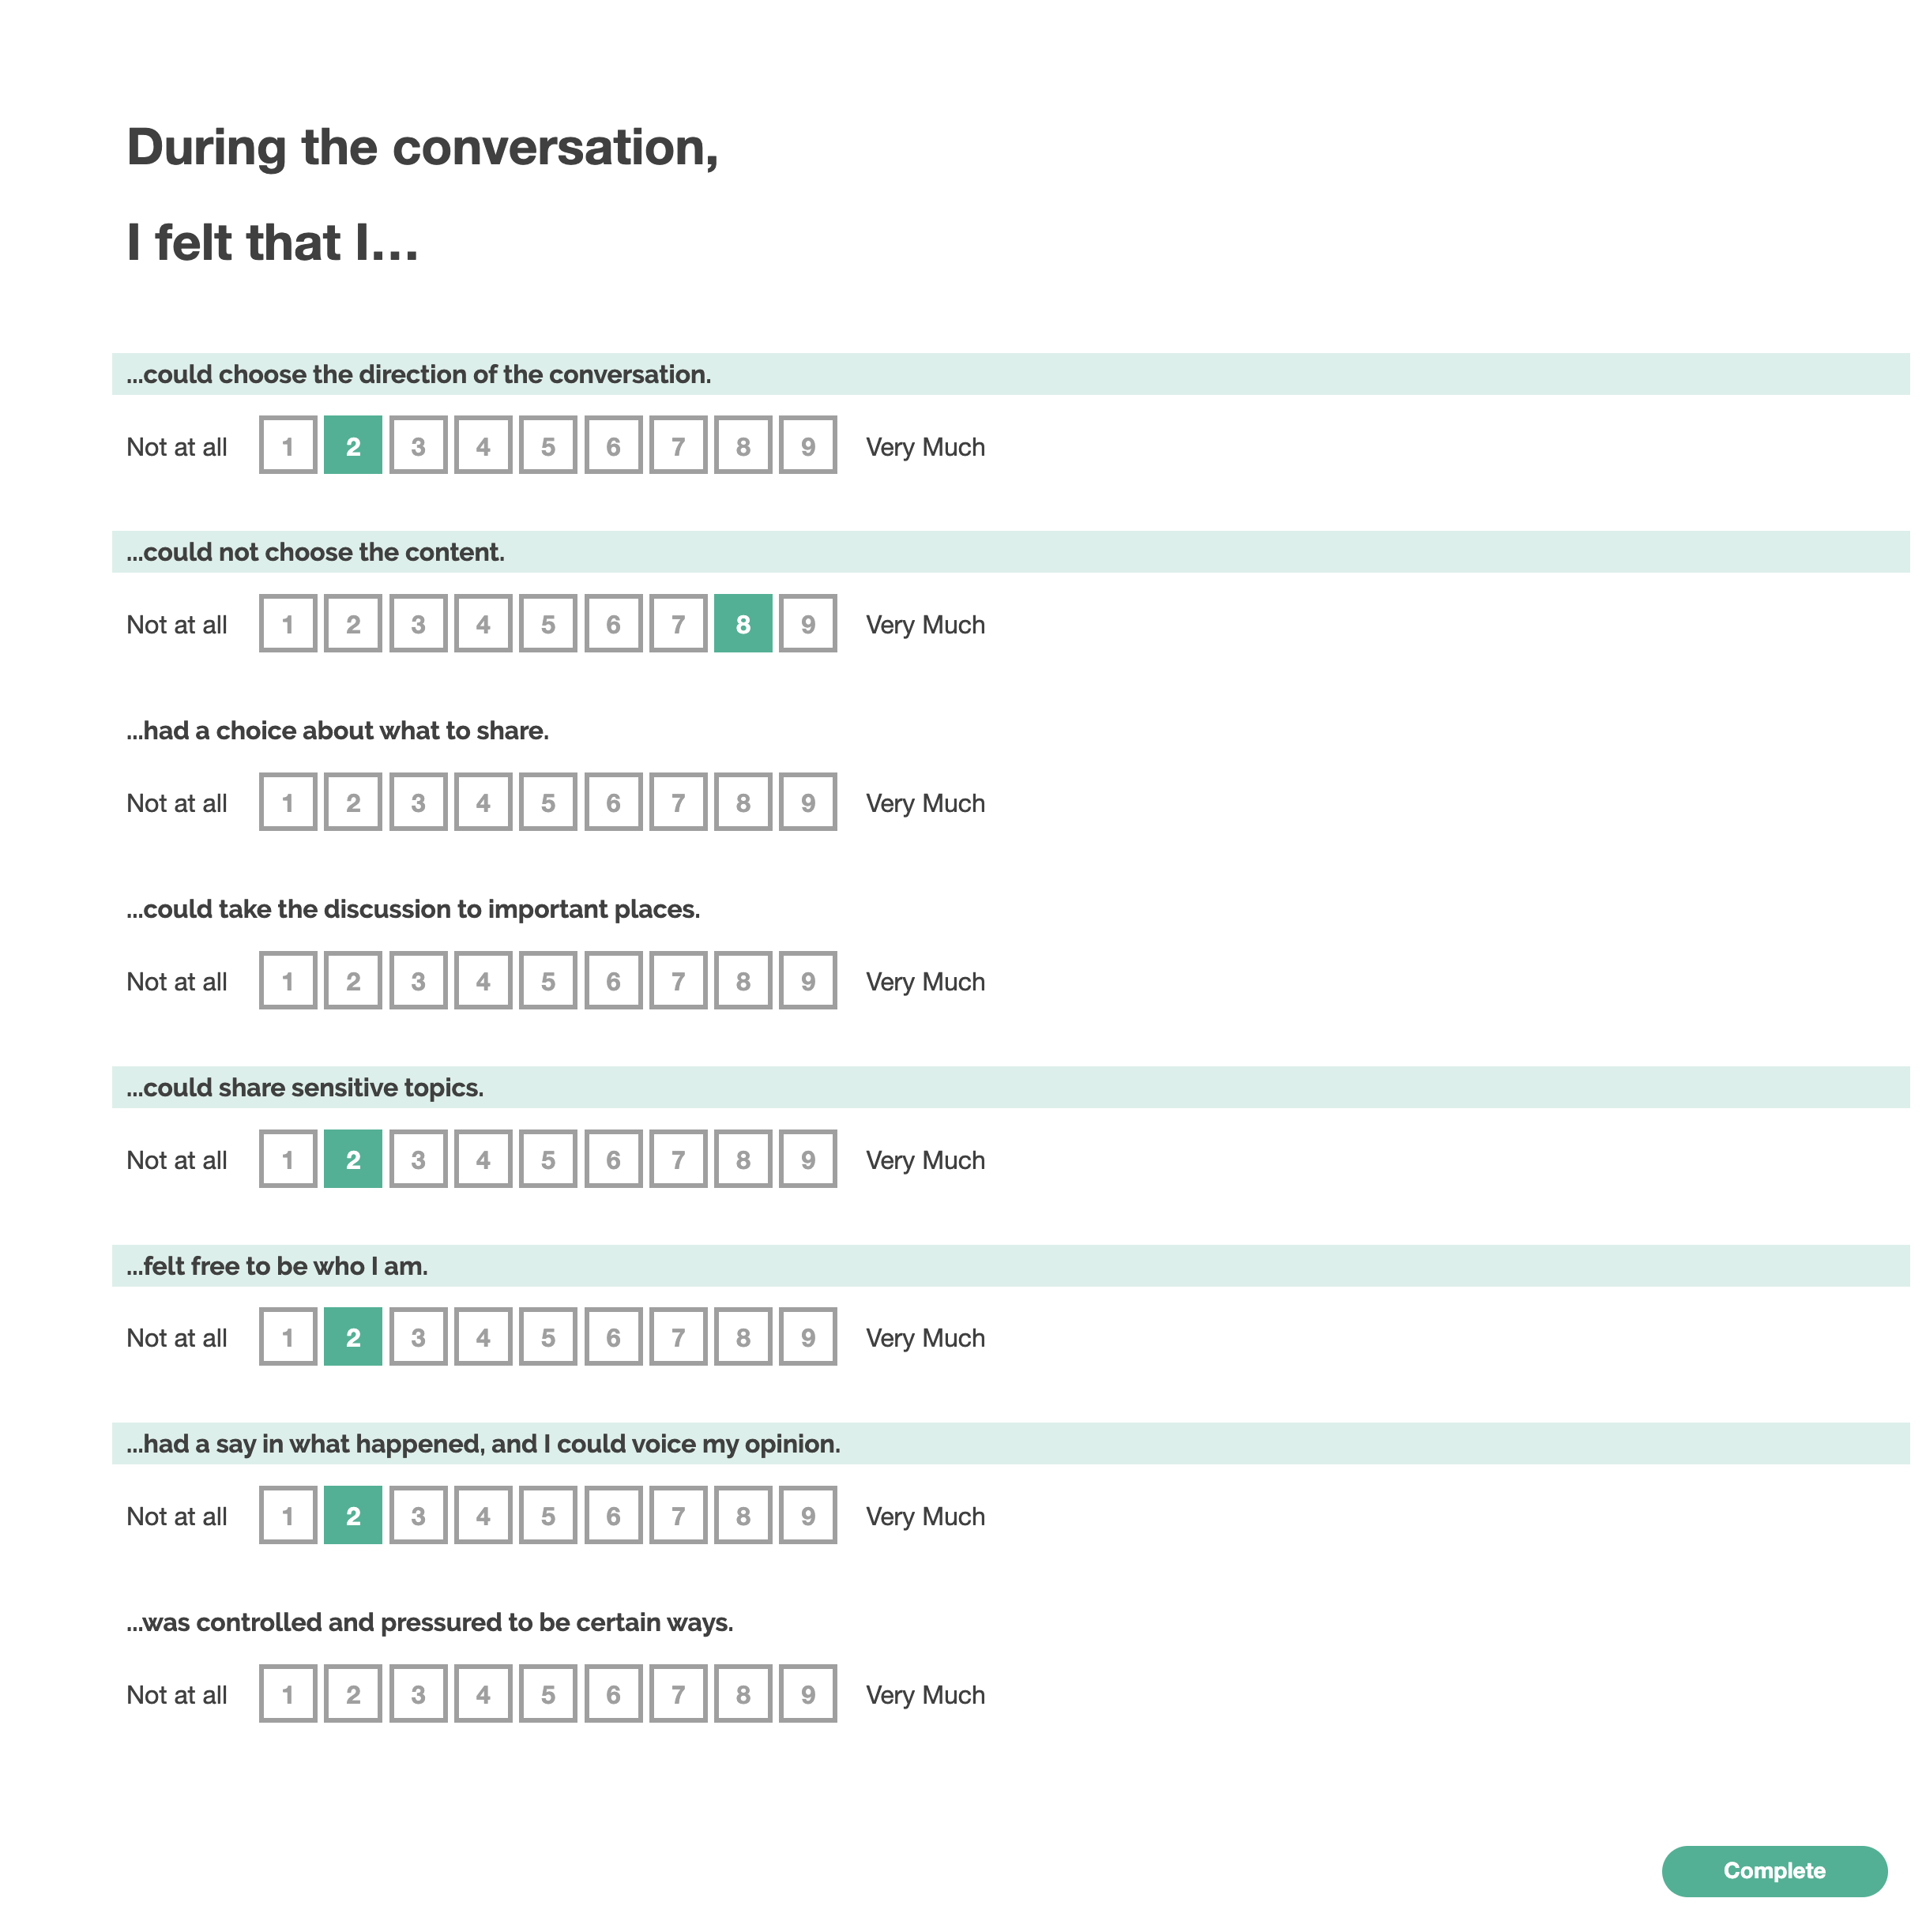 During the conversation,
I felt that I...
...could choose the direction of the conversation.
Not at all 1 2 3 4 5 6 7 8 9 Very Much
...could not choose the content.
Not at all 1 2 3 4 5 6 7 8 9 Very Much
...had a choice about what to share.
Not at all 1 2 3 4 5 6 7 8 9 Very Much
...could take the discussion to important places.
Not at all 1 2 3 4 5 6 7 8 9 Very Much
...could share sensitive topics.
Not at all 1 2 3 4 5 6 7 8 9 Very Much
...felt free to be who I am.
Not at all 1 2 3 4 5 6 7 8 9 Very Much
...had a say in what happened, and I could voice my opinion.
Not at all 1 2 3 4 5 6 7 8 9 Very Much
...was controlled and pressured to be certain ways.
Not at all 1 2 3 4 5 6 7 8 9 Very Much
Complete